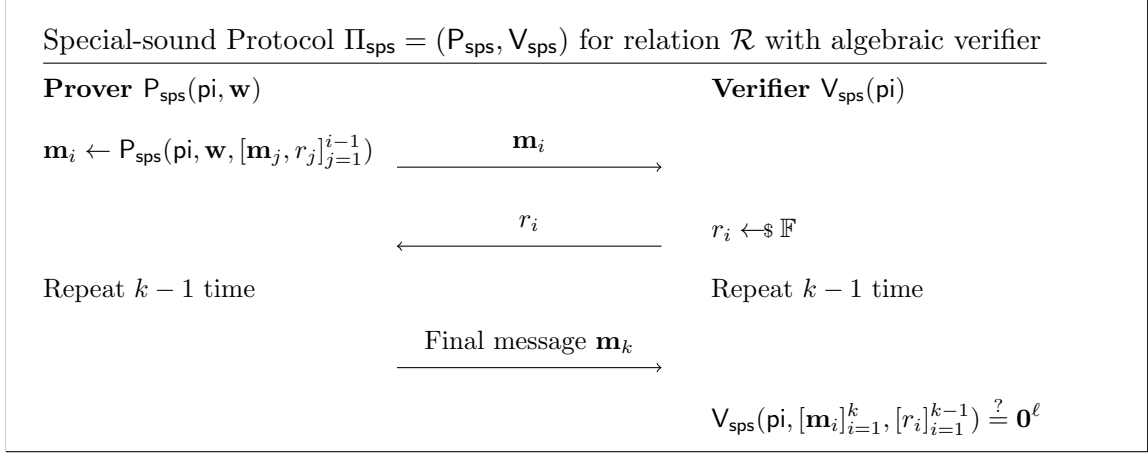 Special-sound Protocol Π_sps = (P_sps, V_sps) for relation ℛ with algebraic verifier
Prover P_sps(pi, w) Verifier V_sps(pi)
m_i ← P_sps(pi, w, [m_j, r_j]_{j=1}^{i−1}) m_i
r_i r_i ←$ 𝔽
Repeat k − 1 time Repeat k − 1 time
Final message m_k
V_sps(pi, [m_i]_{i=1}^{k}, [r_i]_{i=1}^{k−1}) ≟ 0^ℓ